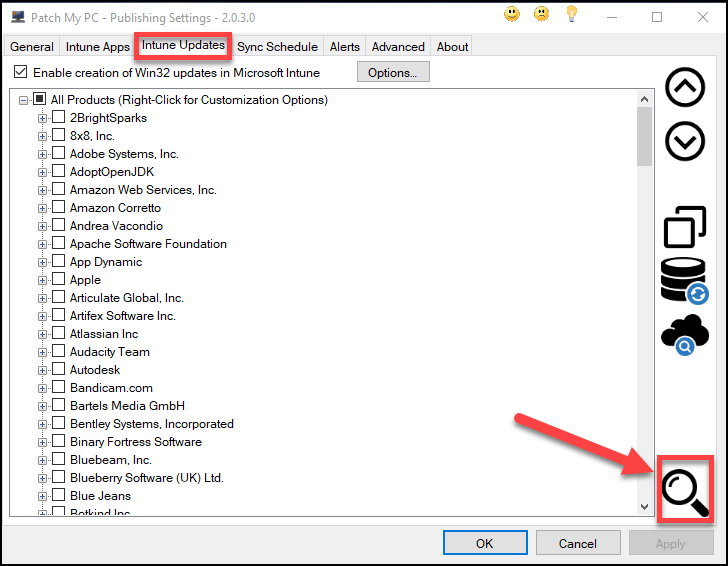 Patch My PC - Publishing Settings - 2.0.3.0
General Intune Apps Intune Updates Sync Schedule Alerts Advanced About
Enable creation of Win32 updates in Microsoft Intune Options...
All Products (Right-Click for Customization Options)
2BrightSparks
8x8, Inc.
Adobe Systems, Inc.
AdoptOpenJDK
Amazon Web Services, Inc.
Amazon Corretto
Andrea Vacondio
Apache Software Foundation
App Dynamic
Apple
Articulate Global, Inc.
Artifex Software Inc.
Atlassian Inc
Audacity Team
Autodesk
Bandicam.com
Bartels Media GmbH
Bentley Systems, Incorporated
Binary Fortress Software
Bluebeam, Inc.
Blueberry Software (UK) Ltd.
Blue Jeans
Botkind Inc
OK Cancel Apply